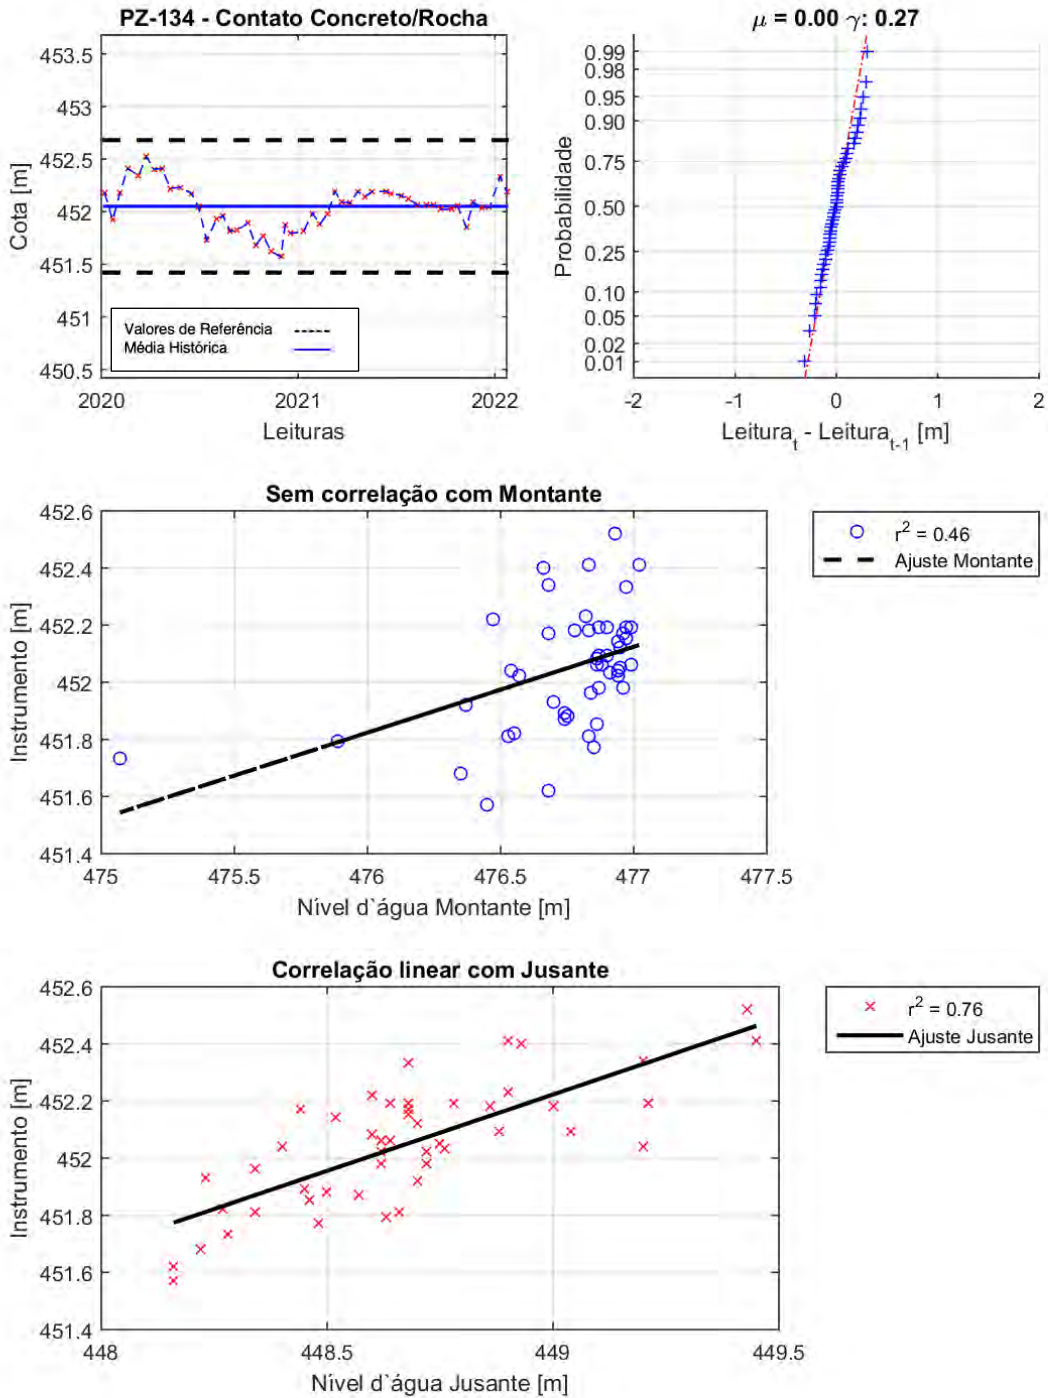 PZ-134 - Contato Concreto/Rocha
453.5
453
452.5
452
451.5
451
450.5
Cota [m]
Valores de Referência
Média Histórica
2020
2021
2022
Leituras
μ = 0.00 γ: 0.27
0.99
0.98
0.95
0.90
0.75
0.50
0.25
0.10
0.05
0.02
0.01
Probabilidade
-2
-1
0
1
2
Leitura_t - Leitura_t-1 [m]
Sem correlação com Montante
452.6
452.4
452.2
452
451.8
451.6
451.4
Instrumento [m]
475
475.5
476
476.5
477
477.5
Nível d`água Montante [m]
r² = 0.46
Ajuste Montante
Correlação linear com Jusante
452.6
452.4
452.2
452
451.8
451.6
451.4
Instrumento [m]
448
448.5
449
449.5
Nível d`água Jusante [m]
r² = 0.76
Ajuste Jusante